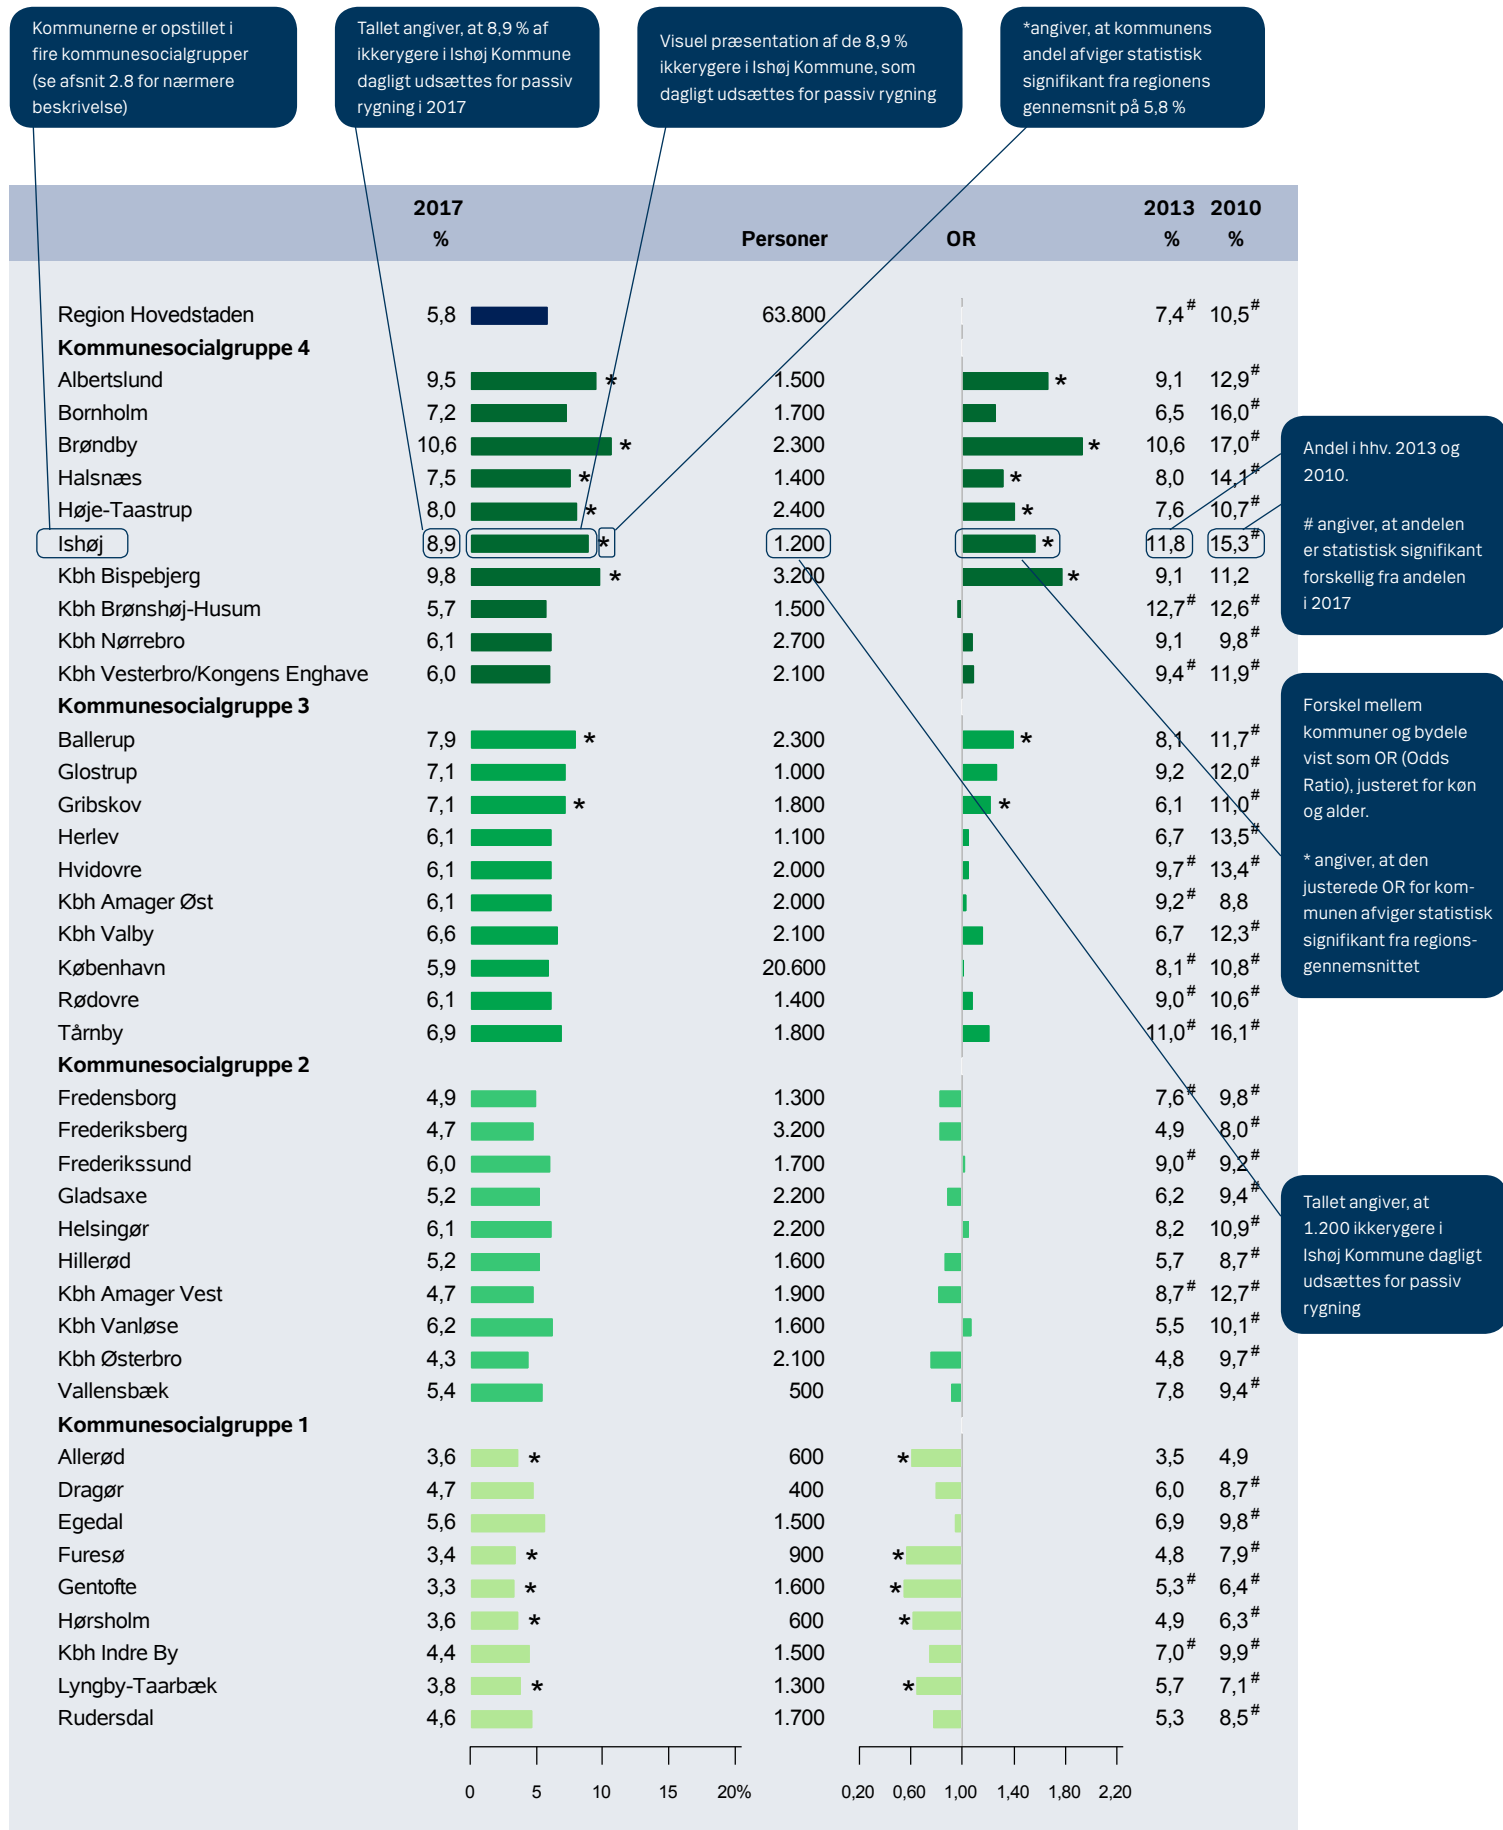 Kommunerne er opstillet i
fire kommunesocialgrupper
(se afsnit 2.8 for nærmere
beskrivelse)
Tallet angiver, at 8,9 % af
ikkerygere i Ishøj Kommune
dagligt udsættes for passiv
rygning i 2017
Visuel præsentation af de 8,9 %
ikkerygere i Ishøj Kommune, som
dagligt udsættes for passiv rygning
*angiver, at kommunens
andel afviger statistisk
signifikant fra regionens
gennemsnit på 5,8 %
2017 2013 2010
% Personer OR % %
Region Hovedstaden 5,8 63.800 7,4# 10,5#
Kommunesocialgruppe 4
Albertslund 9,5 * 1.500 * 9,1 12,9#
Bornholm 7,2 1.700 6,5 16,0#
Brøndby 10,6 * 2.300 * 10,6 17,0#
Halsnæs 7,5 * 1.400 * 8,0 14,1#
Høje-Taastrup 8,0 * 2.400 * 7,6 10,7#
Ishøj 8,9 * 1.200 * 11,8 15,3#
Kbh Bispebjerg 9,8 * 3.200 * 9,1 11,2
Kbh Brønshøj-Husum 5,7 1.500 12,7# 12,6#
Kbh Nørrebro 6,1 2.700 9,1 9,8#
Kbh Vesterbro/Kongens Enghave 6,0 2.100 9,4# 11,9#
Kommunesocialgruppe 3
Ballerup 7,9 * 2.300 * 8,1 11,7#
Glostrup 7,1 1.000 9,2 12,0#
Gribskov 7,1 * 1.800 * 6,1 11,0#
Herlev 6,1 1.100 6,7 13,5#
Hvidovre 6,1 2.000 9,7# 13,4#
Kbh Amager Øst 6,1 2.000 9,2# 8,8
Kbh Valby 6,6 2.100 6,7 12,3#
København 5,9 20.600 8,1# 10,8#
Rødovre 6,1 1.400 9,0# 10,6#
Tårnby 6,9 1.800 11,0# 16,1#
Kommunesocialgruppe 2
Fredensborg 4,9 1.300 7,6# 9,8#
Frederiksberg 4,7 3.200 4,9 8,0#
Frederikssund 6,0 1.700 9,0# 9,2#
Gladsaxe 5,2 2.200 6,2 9,4#
Helsingør 6,1 2.200 8,2 10,9#
Hillerød 5,2 1.600 5,7 8,7#
Kbh Amager Vest 4,7 1.900 8,7# 12,7#
Kbh Vanløse 6,2 1.600 5,5 10,1#
Kbh Østerbro 4,3 2.100 4,8 9,7#
Vallensbæk 5,4 500 7,8 9,4#
Kommunesocialgruppe 1
Allerød 3,6 * 600 * 3,5 4,9
Dragør 4,7 400 6,0 8,7#
Egedal 5,6 1.500 6,9 9,8#
Furesø 3,4 * 900 * 4,8 7,9#
Gentofte 3,3 * 1.600 * 5,3# 6,4#
Hørsholm 3,6 * 600 * 4,9 6,3#
Kbh Indre By 4,4 1.500 7,0# 9,9#
Lyngby-Taarbæk 3,8 * 1.300 * 5,7 7,1#
Rudersdal 4,6 1.700 5,3 8,5#
0 5 10 15 20% 0,20 0,60 1,00 1,40 1,80 2,20
Andel i hhv. 2013 og
2010.
# angiver, at andelen
er statistisk signifikant
forskellig fra andelen
i 2017
Forskel mellem
kommuner og bydele
vist som OR (Odds
Ratio), justeret for køn
og alder.
* angiver, at den
justerede OR for kom-
munen afviger statistisk
signifikant fra regions-
gennemsnittet
Tallet angiver, at
1.200 ikkerygere i
Ishøj Kommune dagligt
udsættes for passiv
rygning